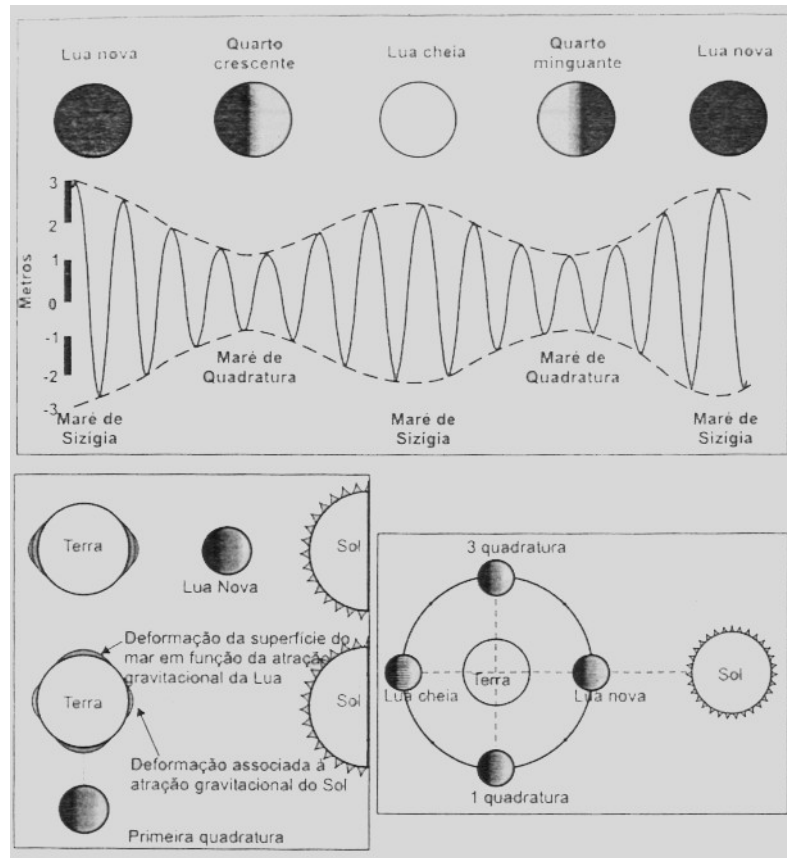 Lua nova
Quarto
crescente
Lua cheia
Quarto
minguante
Lua nova
3
2
1
0
-1
-2
-3
Metros
Maré de
Quadratura
Maré de
Quadratura
Maré de
Sizígia
Maré de
Sizígia
Maré de
Sizígia
Terra
Lua Nova
Sol
Deformação da superfície do
mar em função da atração
gravitacional da Lua
Terra
Sol
Deformação associada à
atração gravitacional do Sol
Primeira quadratura
3 quadratura
Lua cheia
Terra
Lua nova
Sol
1 quadratura